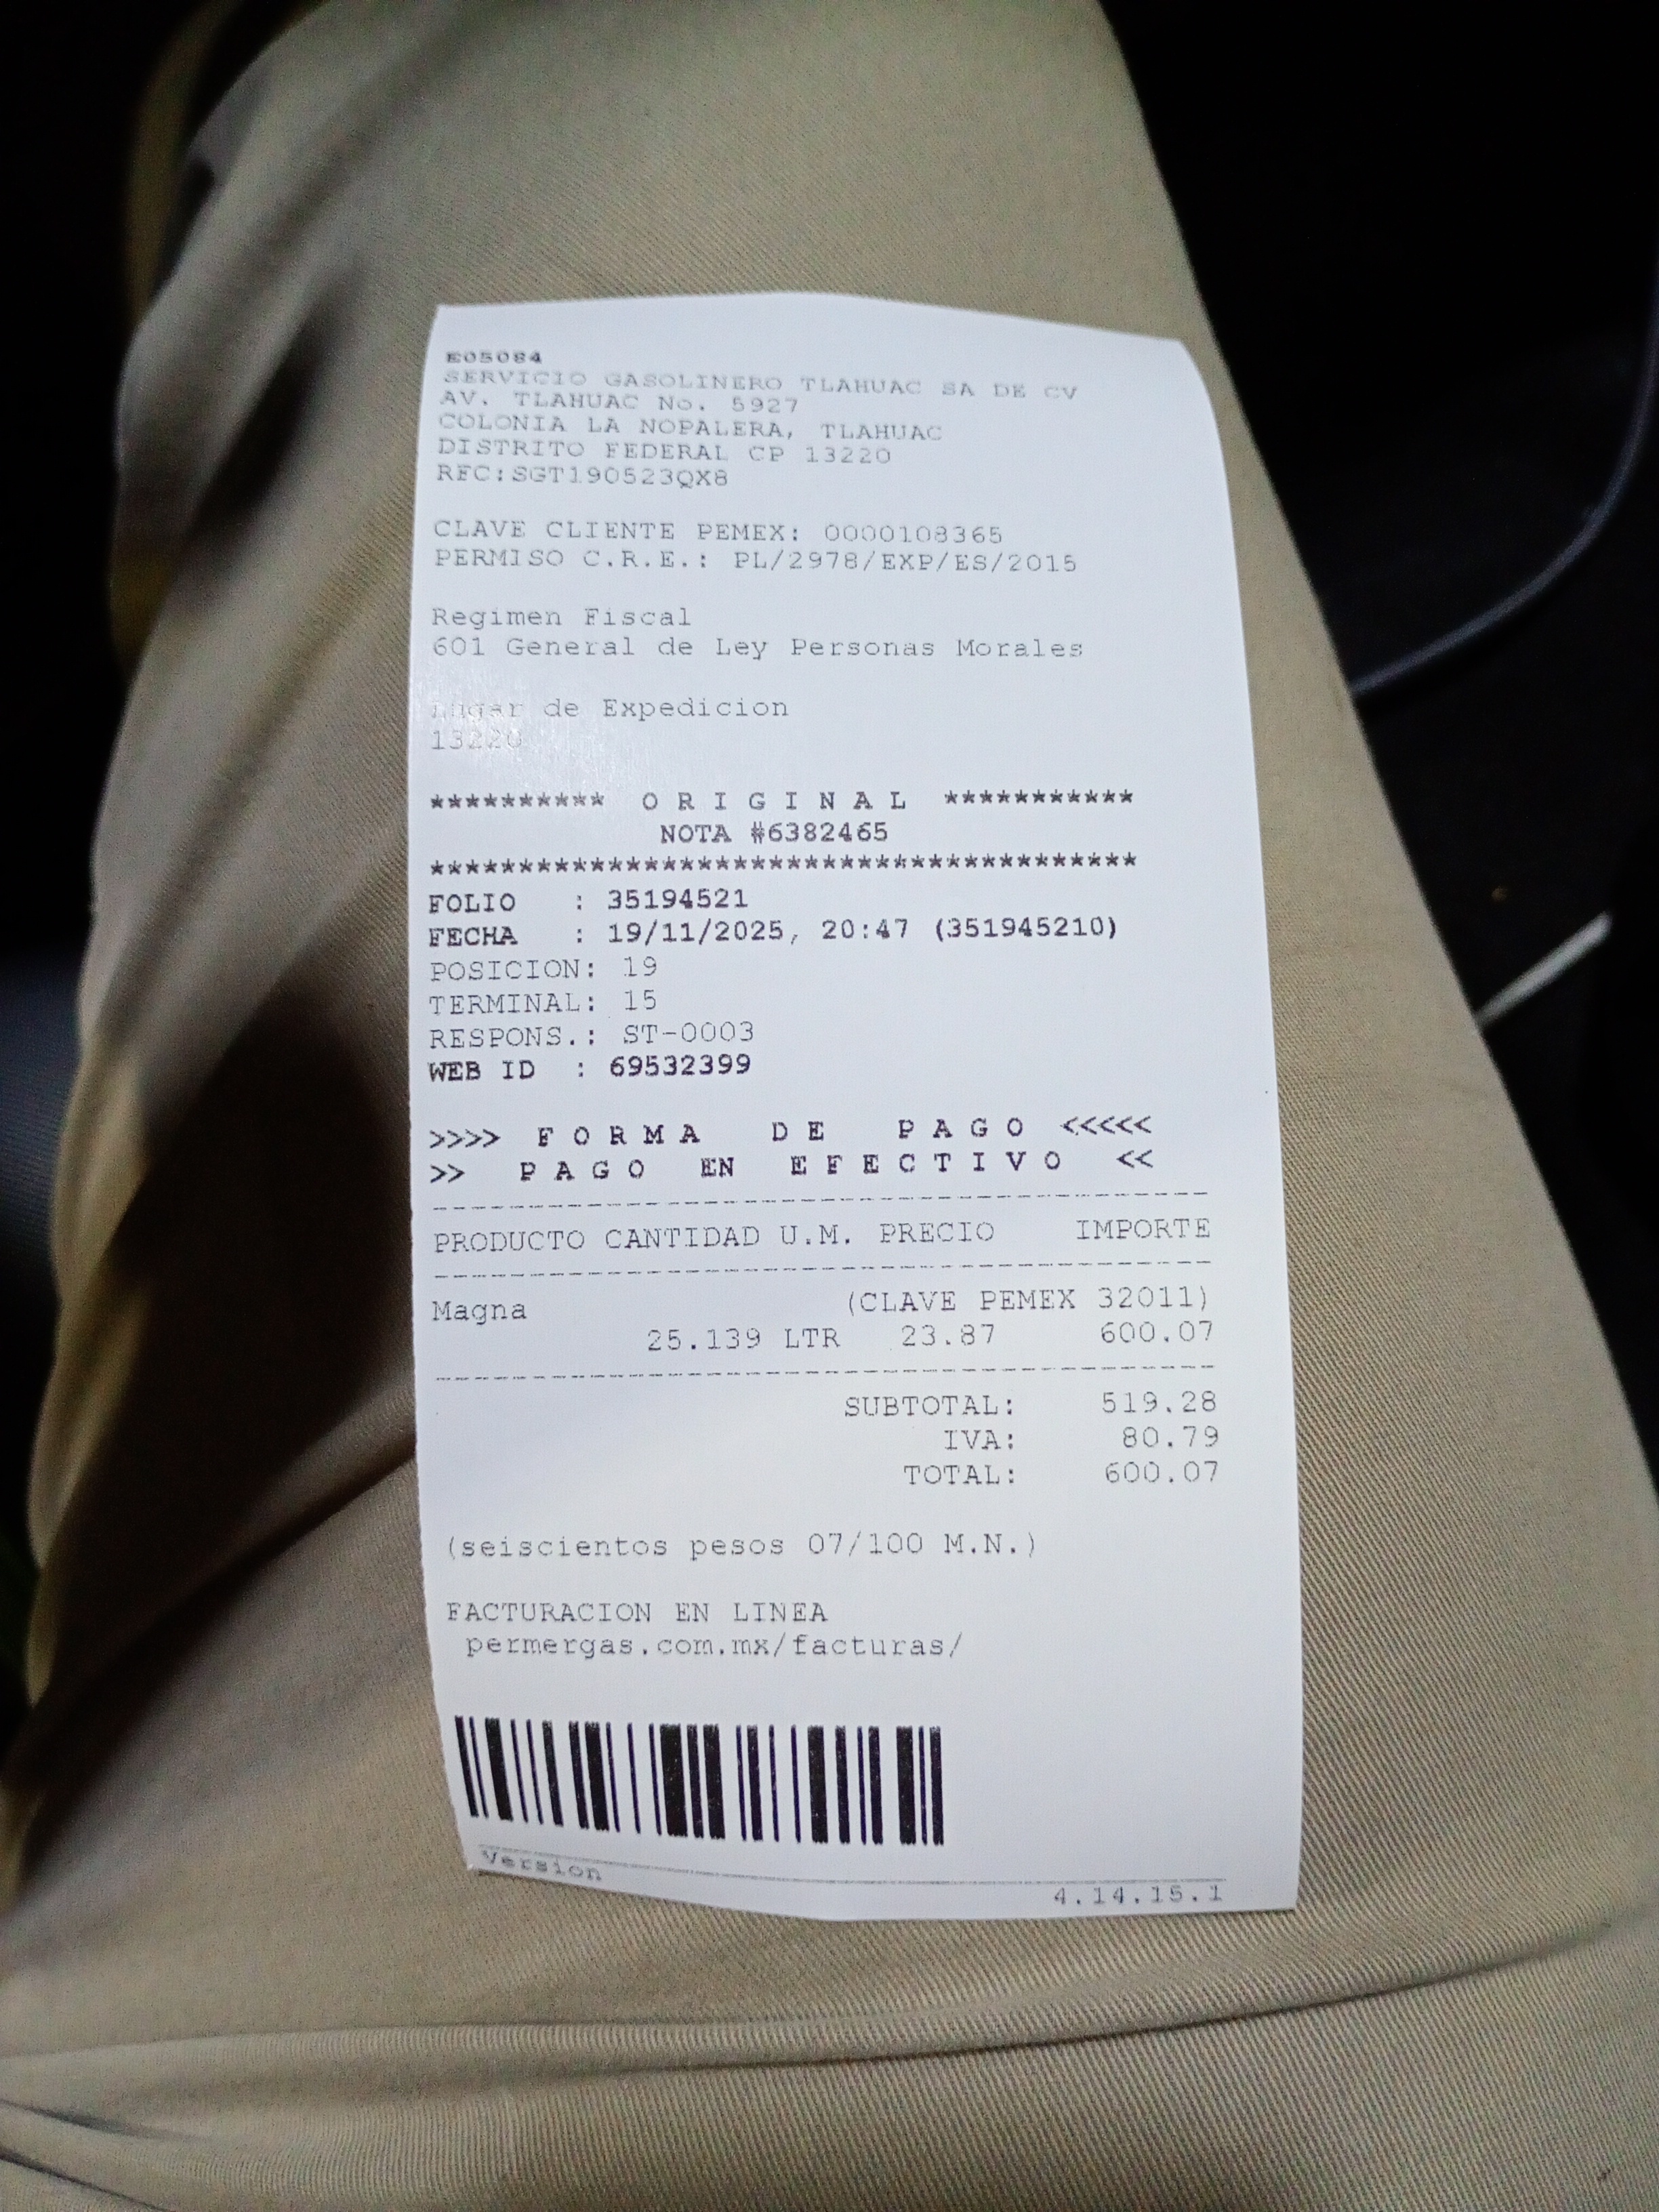 E05084
SERVICIO GASOLINERO TLAHUAC SA DE CV
AV. TLAHUAC No. 5927
COLONIA LA NOPALERA, TLAHUAC
DISTRITO FEDERAL CP 13220
RFC:SGT190523QX8
CLAVE CLIENTE PEMEX: 0000108365
PERMISO C.R.E.: PL/2978/EXP/ES/2015
Regimen Fiscal
601 General de Ley Personas Morales
Lugar de Expedicion
13220
********** O R I G I N A L ***********
NOTA #6382465
****************************************
FOLIO : 35194521
FECHA : 19/11/2025, 20:47 (351945210)
POSICION: 19
TERMINAL: 15
RESPONS.: ST-0003
WEB ID : 69532399
>>>> F O R M A D E P A G O <<<<<
>> P A G O EN E F E C T I V O <<
PRODUCTO CANTIDAD U.M. PRECIO IMPORTE
Magna (CLAVE PEMEX 32011)
25.139 LTR 23.87 600.07
SUBTOTAL: 519.28
IVA: 80.79
TOTAL: 600.07
(seiscientos pesos 07/100 M.N.)
FACTURACION EN LINEA
permergas.com.mx/facturas/
Version 4.14.15.1